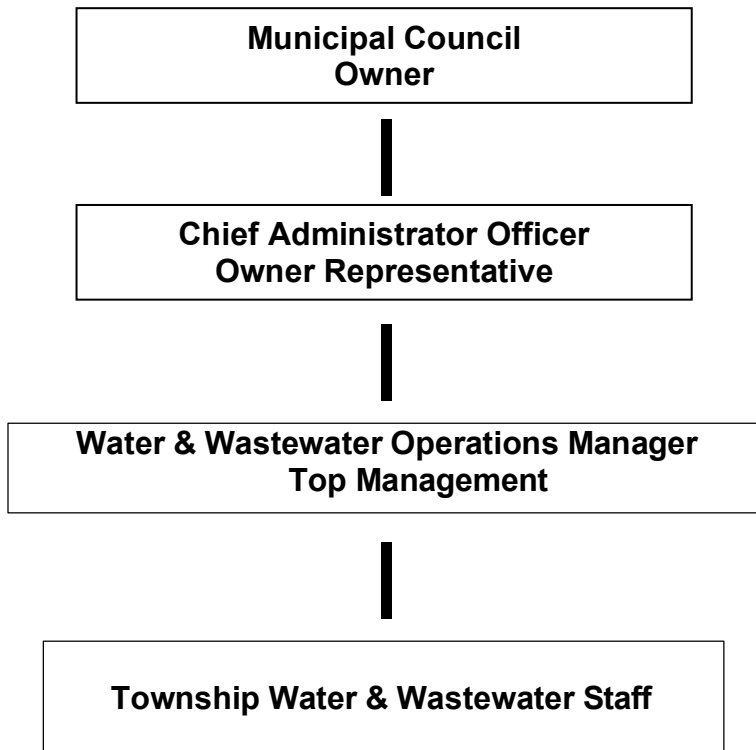 Municipal Council
Owner
Chief Administrator Officer
Owner Representative
Water & Wastewater Operations Manager
Top Management
Township Water & Wastewater Staff